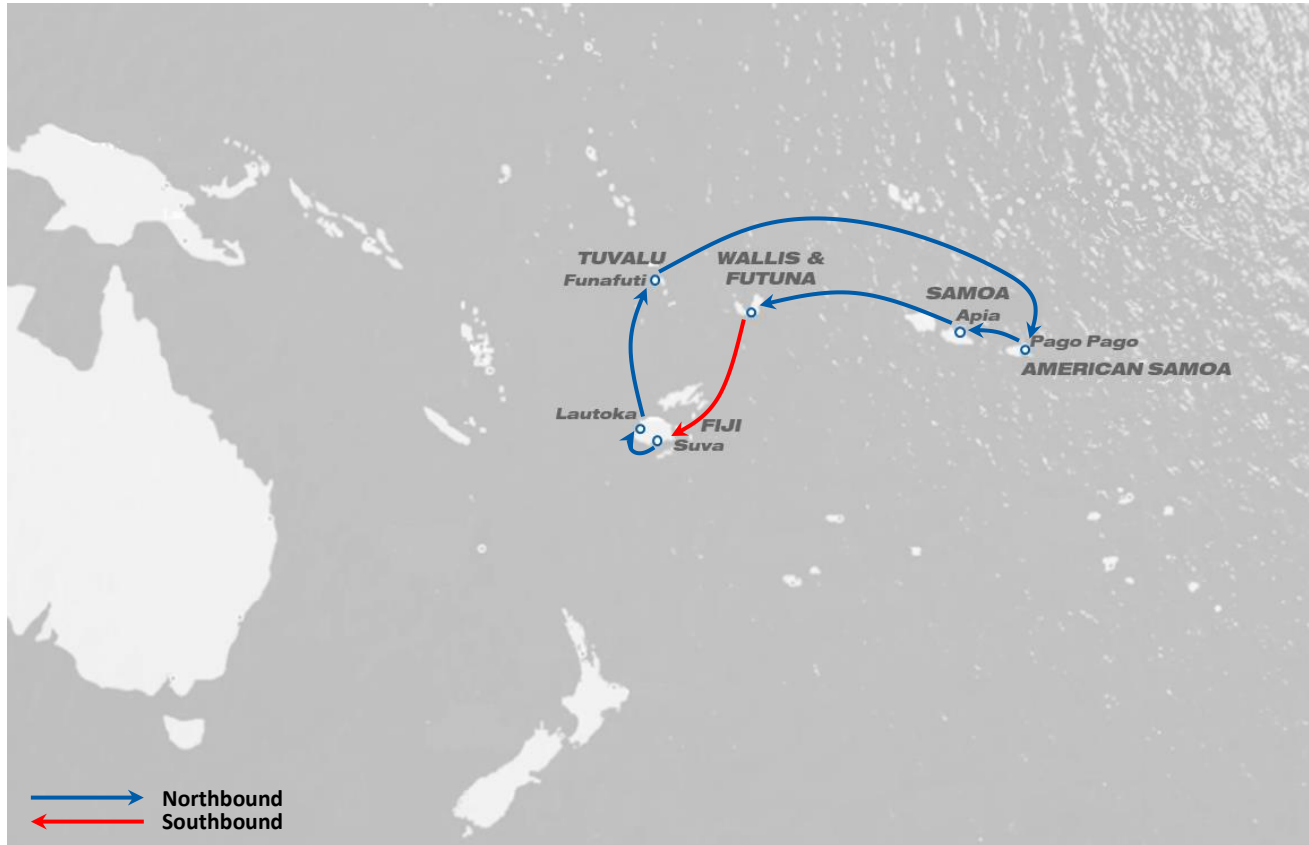 TUVALU
Funafuti
WALLIS &
FUTUNA
SAMOA
Apia
Pago Pago
AMERICAN SAMOA
Lautoka
FIJI
Suva
Northbound
Southbound